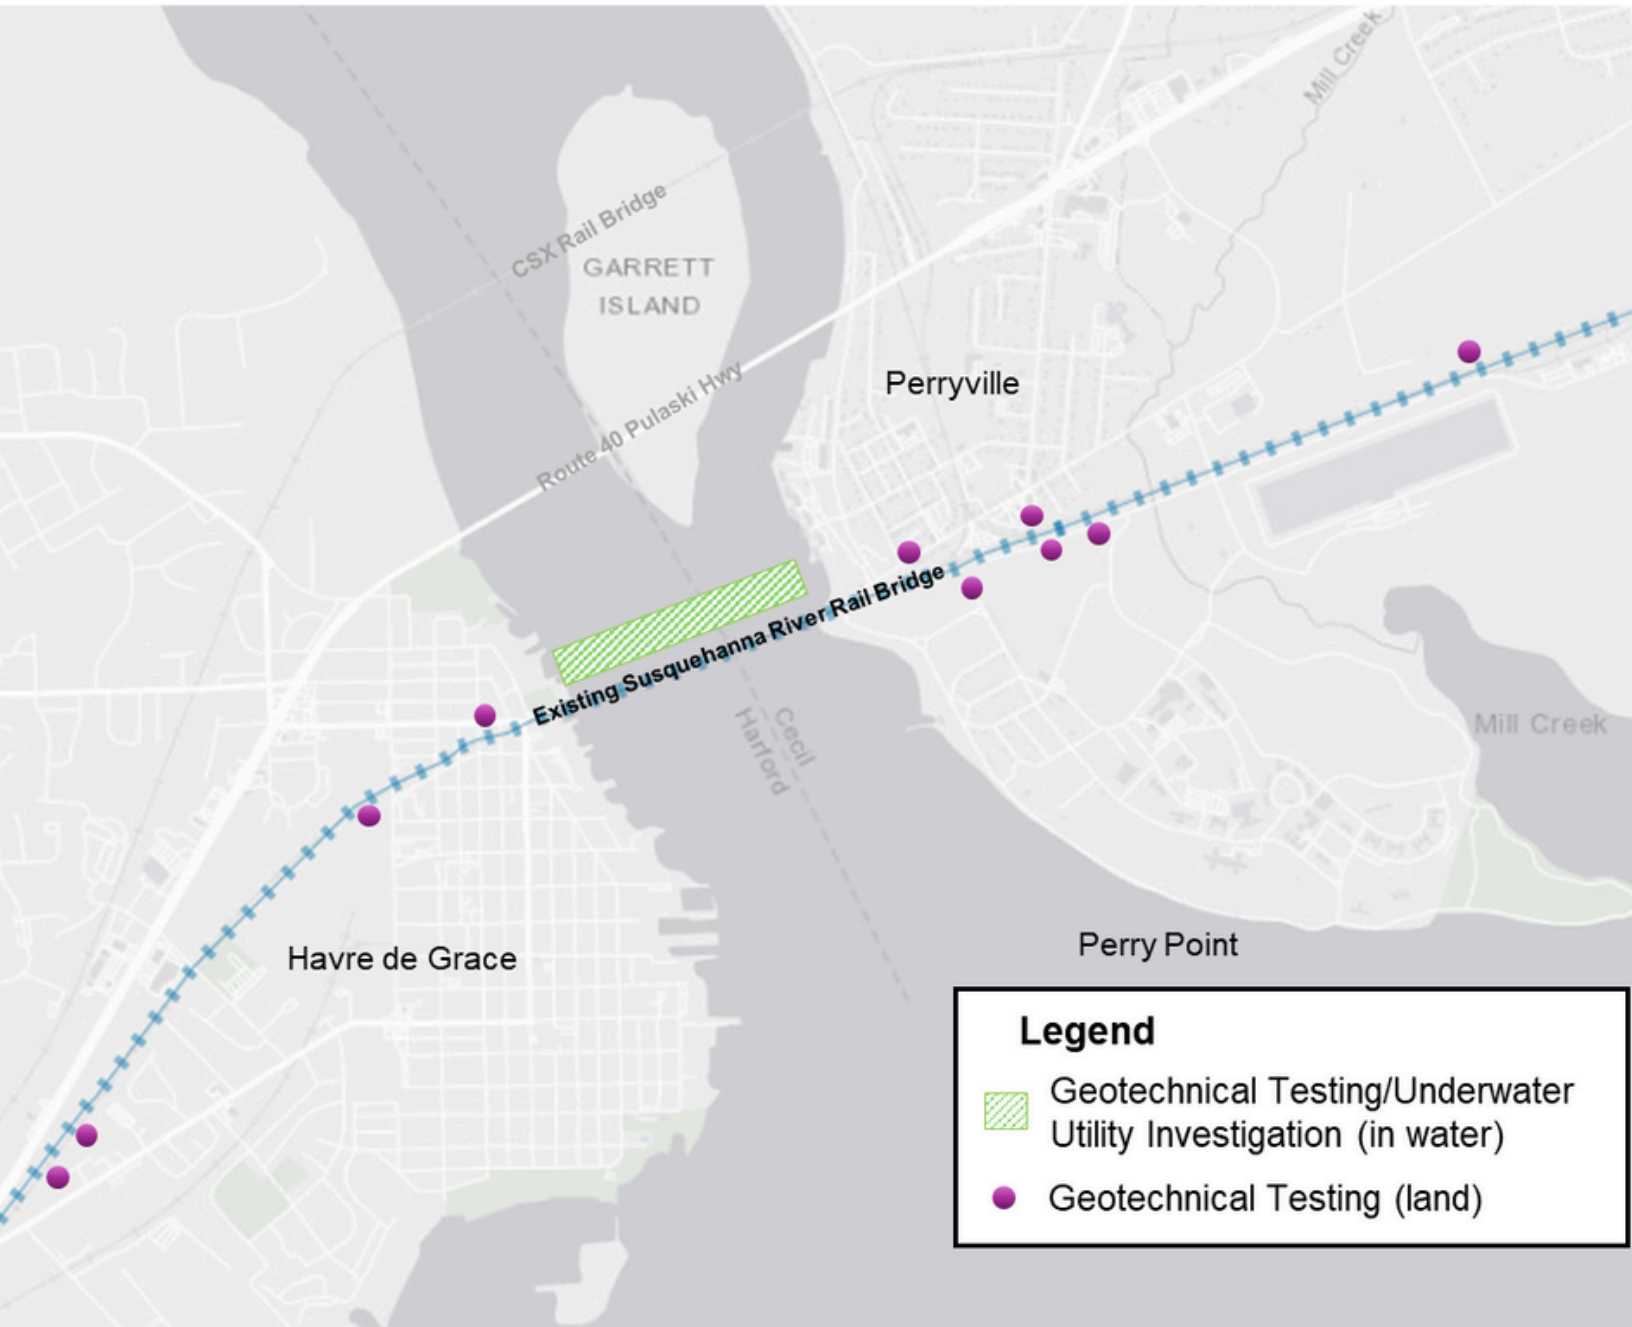 Mill Creek
CSX Rail Bridge
GARRETT
ISLAND
Route 40 Pulaski Hwy
Perryville
Existing Susquehanna River Rail Bridge
Cecil
Harford
Mill Creek
Havre de Grace
Perry Point
Legend
Geotechnical Testing/Underwater
Utility Investigation (in water)
Geotechnical Testing (land)